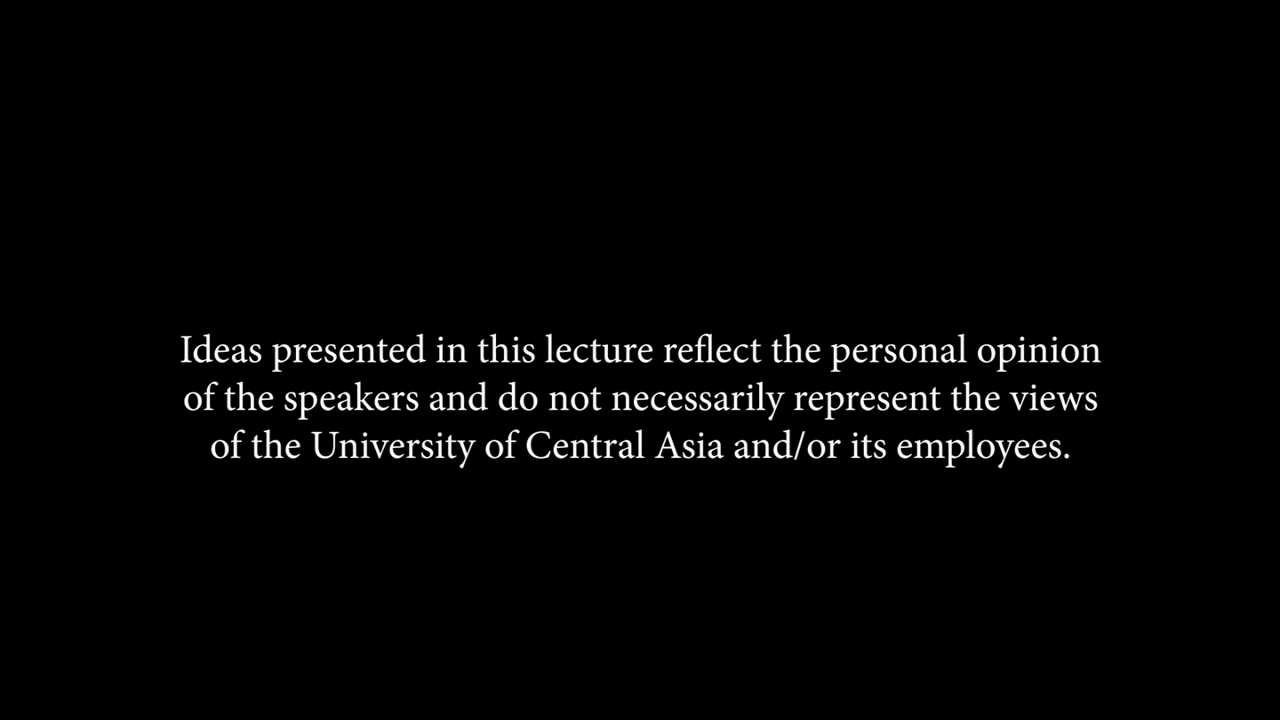 Ideas presented in this lecture reflect the personal opinion
of the speakers and do not necessarily represent the views
of the University of Central Asia and/or its employees.